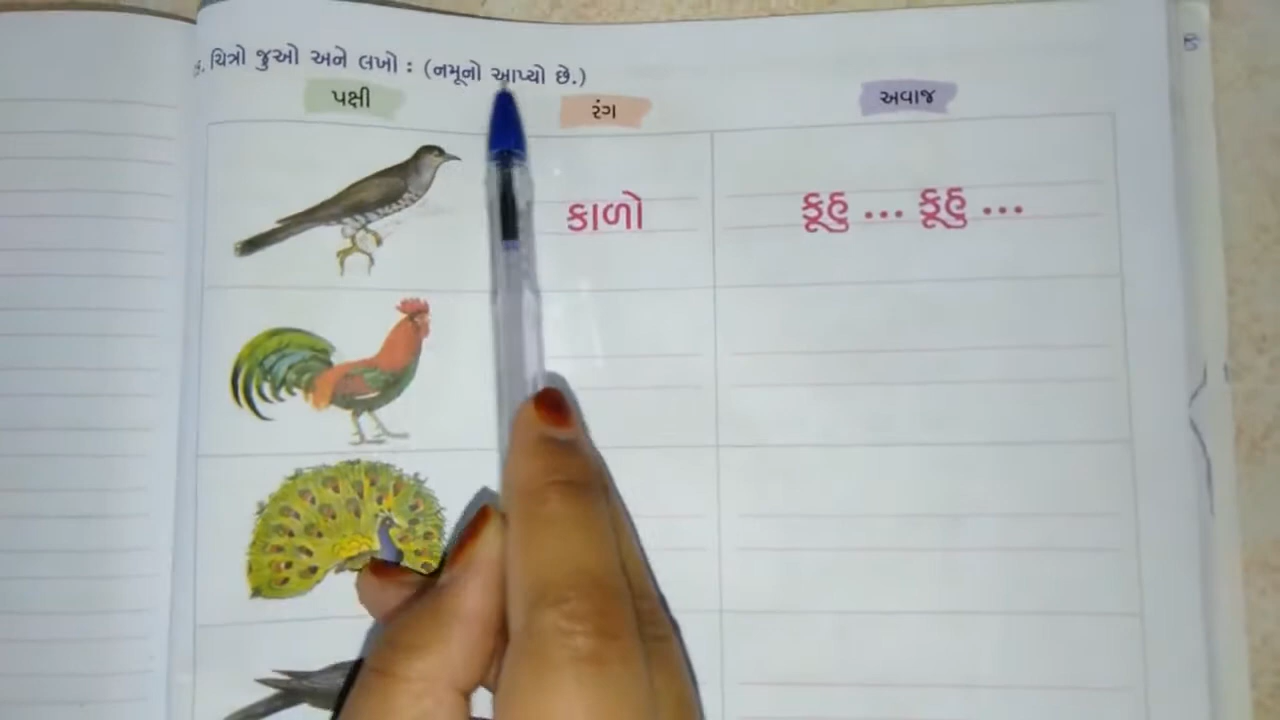 ચિત્રો જુઓ અને લખો : (નમૂનો આપ્યો છે.)
પક્ષી રંગ અવાજ
કાળો કૂહુ ... કૂહુ ...